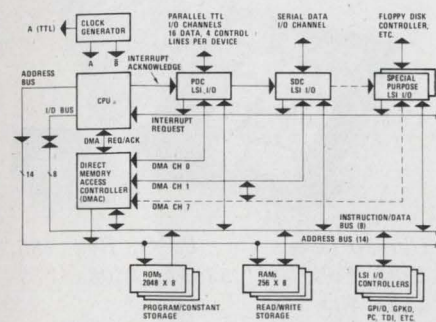 A (TTL)
CLOCK
GENERATOR
A B
PARALLEL TTL
I/O CHANNELS
16 DATA, 4 CONTROL
LINES PER DEVICE
SERIAL DATA
I/O CHANNEL
FLOPPY DISK
CONTROLLER,
ETC.
INTERRUPT
ACKNOWLEDGE
ADDRESS
BUS
I/D BUS
CPU
PDC
LSI I/O
SDC
LSI I/O
SPECIAL
PURPOSE
LSI I/O
INTERRUPT
REQUEST
DMA REQ/ACK
DIRECT
MEMORY
ACCESS
CONTROLLER
(DMAC)
DMA CH 0
DMA CH 1
DMA CH 7
14
8
INSTRUCTION/DATA
BUS (8)
ADDRESS BUS (14)
ROMs
2048 X 8
RAMs
256 X 8
LSI I/O
CONTROLLERS
PROGRAM/CONSTANT
STORAGE
READ/WRITE
STORAGE
GPI/O, GPKD,
PC, TDI, ETC.